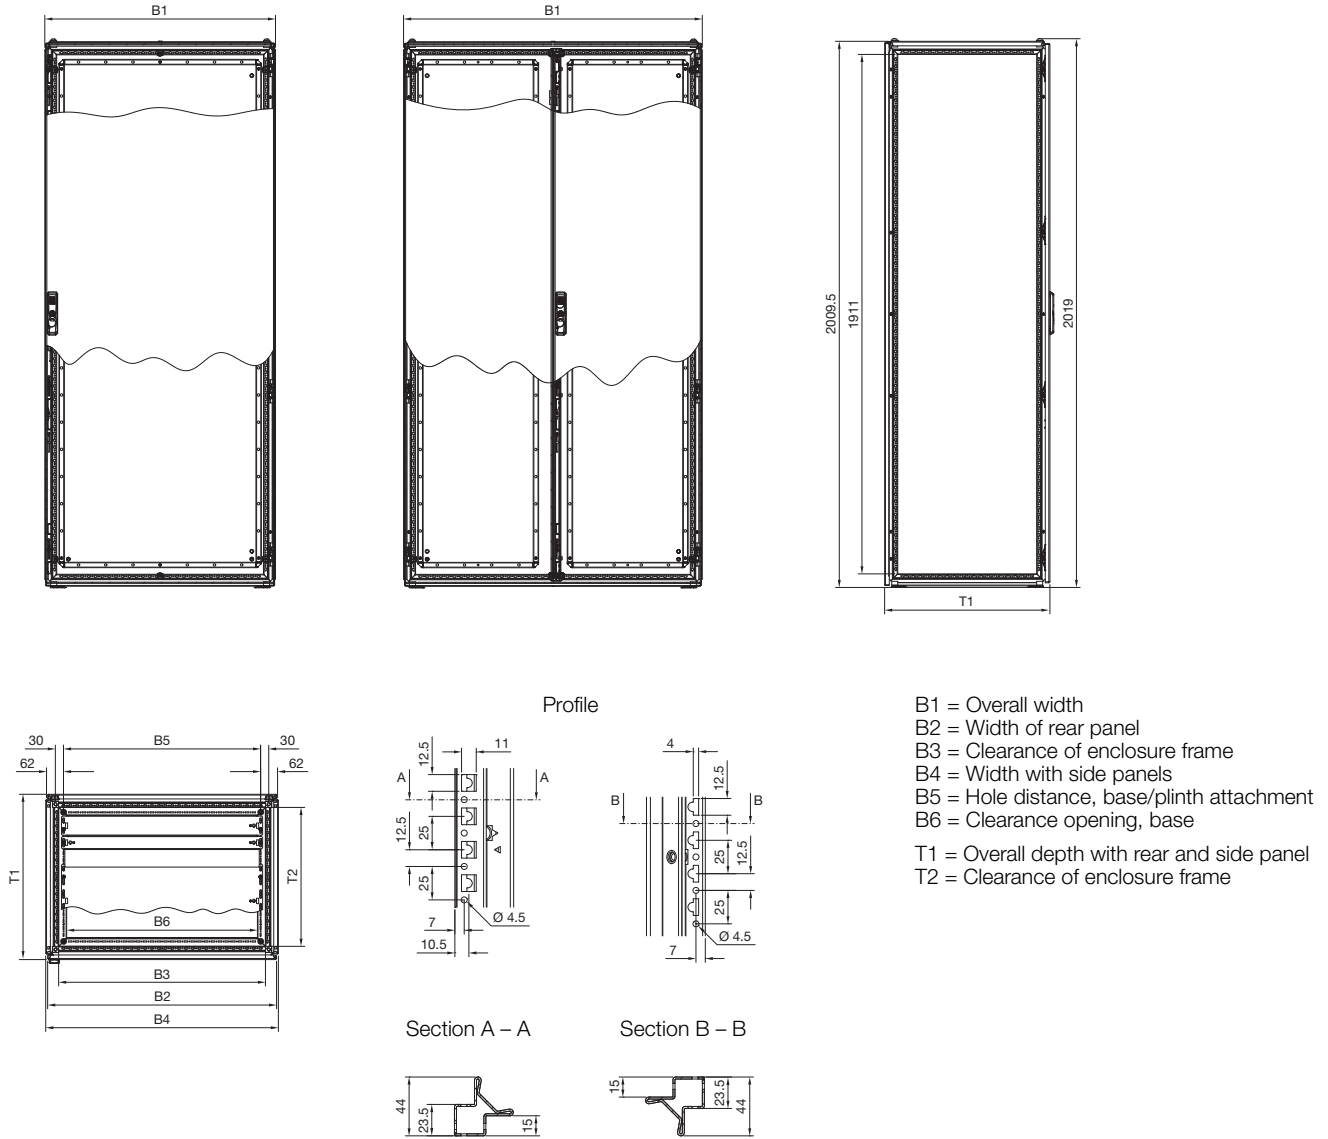 B1
B1
2009.5
1911
2019
T1
Profile
B1 = Overall width
B2 = Width of rear panel
B3 = Clearance of enclosure frame
B4 = Width with side panels
B5 = Hole distance, base/plinth attachment
B6 = Clearance opening, base
T1 = Overall depth with rear and side panel
T2 = Clearance of enclosure frame
30 B5 30
62 62
T1
T2
B6
B3
B2
B4
12.5
11
A A
12.5
25
25
7
Ø 4.5
10.5
4
12.5
B B
25
12.5
25
Ø 4.5
7
Section A – A
Section B – B
44
23.5
15
15
23.5
44